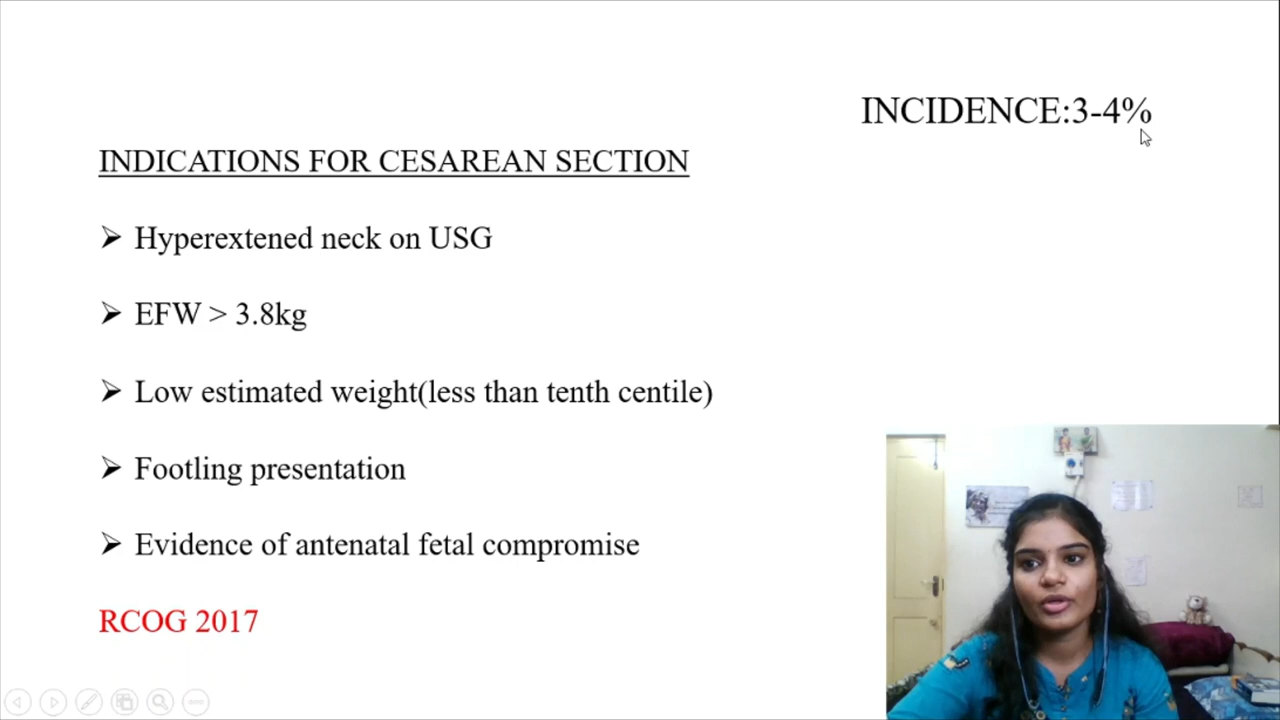 INCIDENCE:3-4%
INDICATIONS FOR CESAREAN SECTION
➢ Hyperextened neck on USG
➢ EFW > 3.8kg
➢ Low estimated weight(less than tenth centile)
➢ Footling presentation
➢ Evidence of antenatal fetal compromise
RCOG 2017